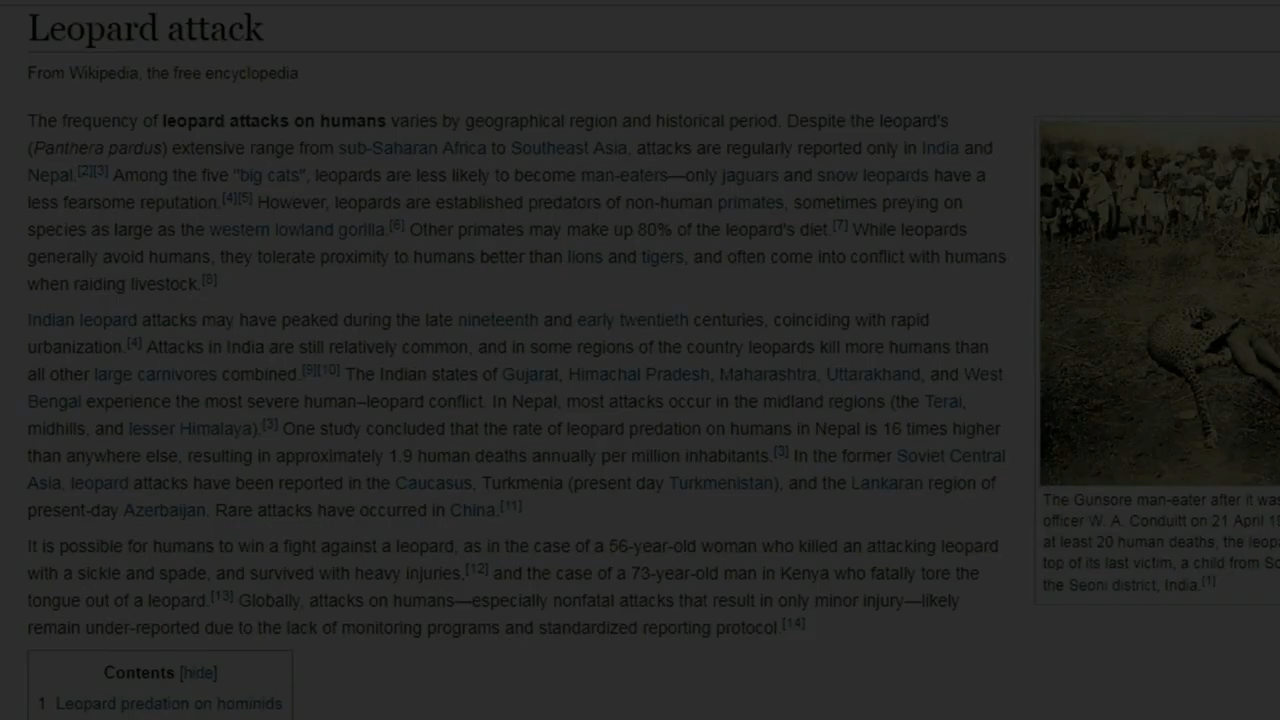 Leopard attack
From Wikipedia, the free encyclopedia
The frequency of leopard attacks on humans varies by geographical region and historical period. Despite the leopard's
(Panthera pardus) extensive range from sub-Saharan Africa to Southeast Asia, attacks are regularly reported only in India and
Nepal.[2][3] Among the five "big cats", leopards are less likely to become man-eaters—only jaguars and snow leopards have a
less fearsome reputation.[4][5] However, leopards are established predators of non-human primates, sometimes preying on
species as large as the western lowland gorilla.[6] Other primates may make up 80% of the leopard's diet.[7] While leopards
generally avoid humans, they tolerate proximity to humans better than lions and tigers, and often come into conflict with humans
when raiding livestock.[8]
Indian leopard attacks may have peaked during the late nineteenth and early twentieth centuries, coinciding with rapid
urbanization.[4] Attacks in India are still relatively common, and in some regions of the country leopards kill more humans than
all other large carnivores combined.[9][10] The Indian states of Gujarat, Himachal Pradesh, Maharashtra, Uttarakhand, and West
Bengal experience the most severe human–leopard conflict. In Nepal, most attacks occur in the midland regions (the Terai,
midhills, and lesser Himalaya).[3] One study concluded that the rate of leopard predation on humans in Nepal is 16 times higher
than anywhere else, resulting in approximately 1.9 human deaths annually per million inhabitants.[3] In the former Soviet Central
Asia, leopard attacks have been reported in the Caucasus, Turkmenia (present day Turkmenistan), and the Lankaran region of
present-day Azerbaijan. Rare attacks have occurred in China.[11]
It is possible for humans to win a fight against a leopard, as in the case of a 56-year-old woman who killed an attacking leopard
with a sickle and spade, and survived with heavy injuries,[12] and the case of a 73-year-old man in Kenya who fatally tore the
tongue out of a leopard.[13] Globally, attacks on humans—especially nonfatal attacks that result in only minor injury—likely
remain under-reported due to the lack of monitoring programs and standardized reporting protocol.[14]
The Gunsore man-eater after it was
officer W. A. Conduitt on 21 April 19
at least 20 human deaths, the leop
top of its last victim, a child from So
the Seoni district, India.[1]
Contents [hide]
1 Leopard predation on hominids